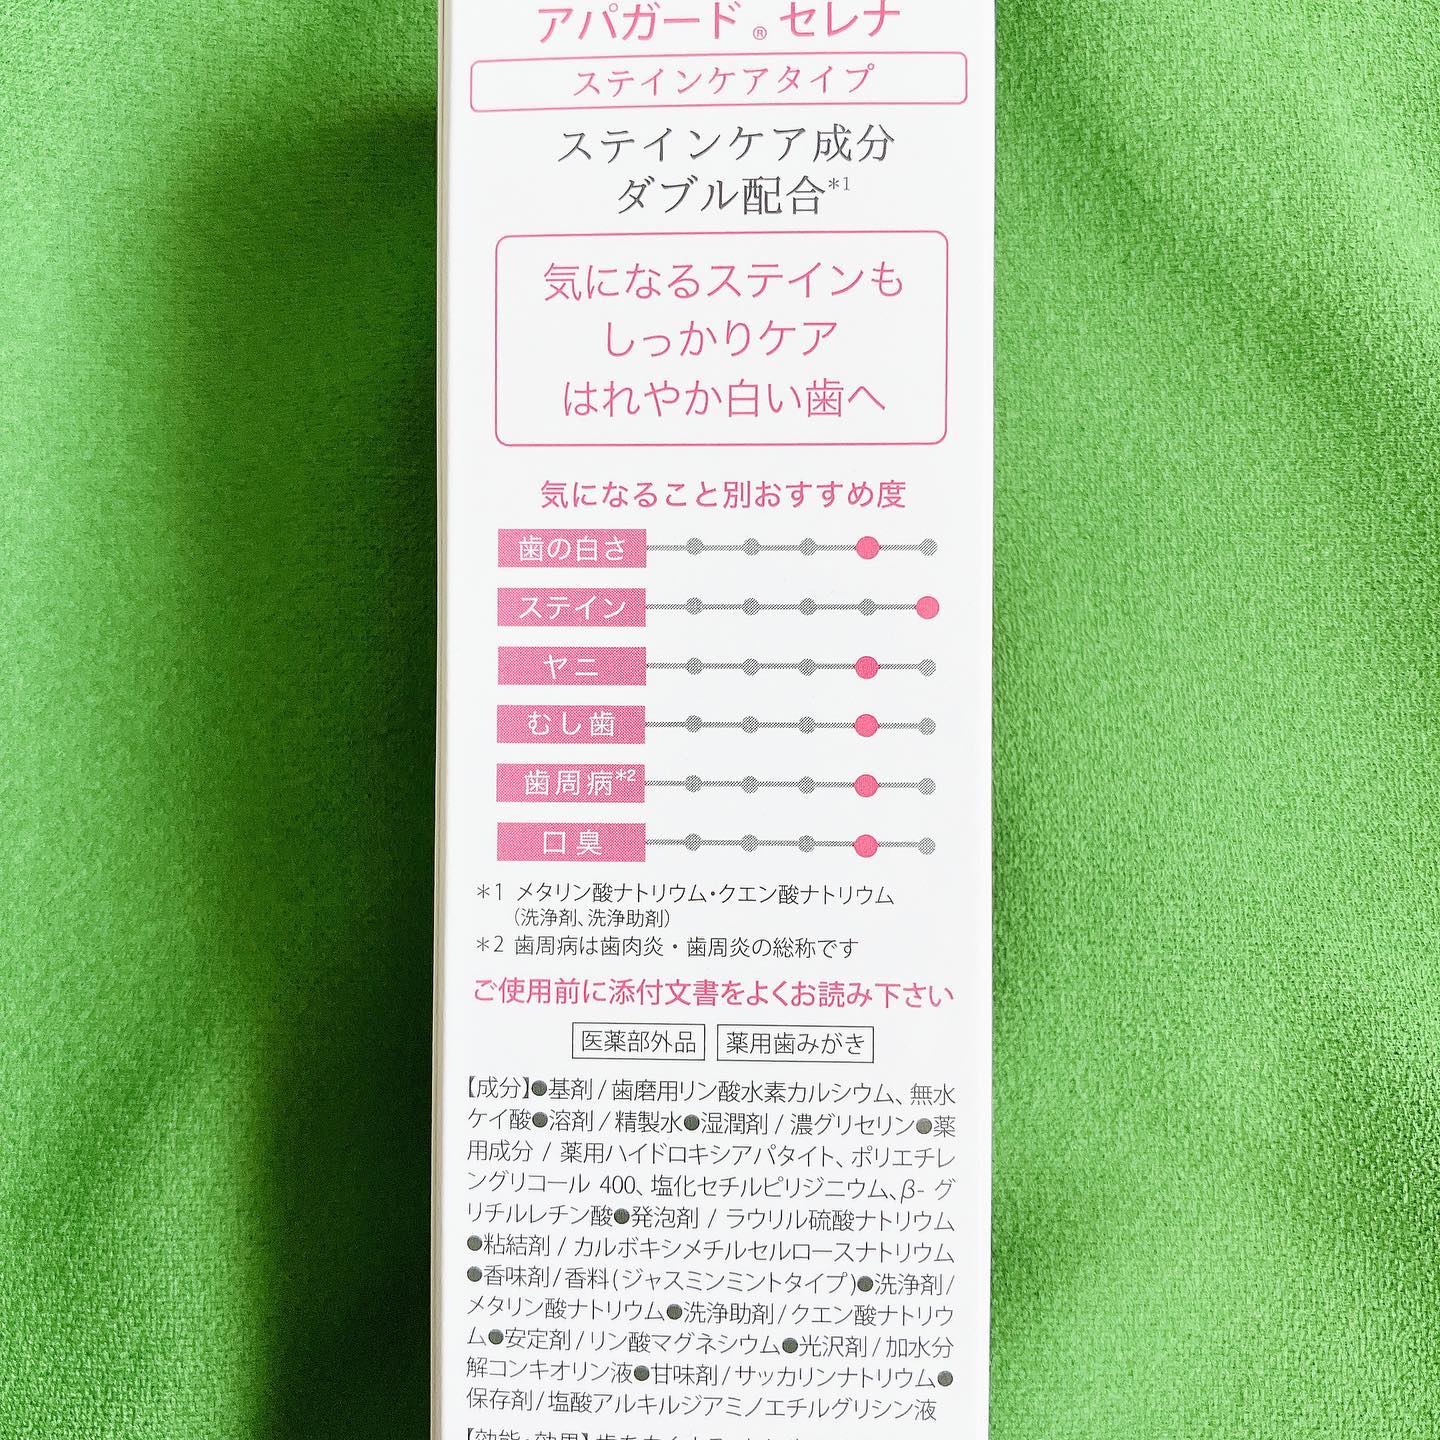 アパガード®セレナ
ステインケアタイプ
ステインケア成分
ダブル配合*1
気になるステインも
しっかりケア
はれやか白い歯へ
気になること別おすすめ度
歯の白さ
ステイン
ヤニ
むし歯
歯周病*2
口臭
*1 メタリン酸ナトリウム・クエン酸ナトリウム
(洗浄剤、洗浄助剤)
*2 歯周病は歯肉炎・歯周炎の総称です
ご使用前に添付文書をよくお読み下さい
医薬部外品 薬用歯みがき
【成分】●基剤/歯磨用リン酸水素カルシウム、無水
ケイ酸●溶剤/精製水●湿潤剤/濃グリセリン●薬
用成分/薬用ハイドロキシアパタイト、ポリエチレ
ングリコール 400、塩化セチルピリジニウム、β-グ
リチルレチン酸●発泡剤/ラウリル硫酸ナトリウム
●粘結剤/カルボキシメチルセルロースナトリウム
●香味剤/香料(ジャスミンミントタイプ)●洗浄剤/
メタリン酸ナトリウム●洗浄助剤/クエン酸ナトリウ
ム●安定剤/リン酸マグネシウム●光沢剤/加水分
解コンキオリン液●甘味剤/サッカリンナトリウム●
保存剤/塩酸アルキルジアミノエチルグリシン液
【効能・効果】歯を白くする